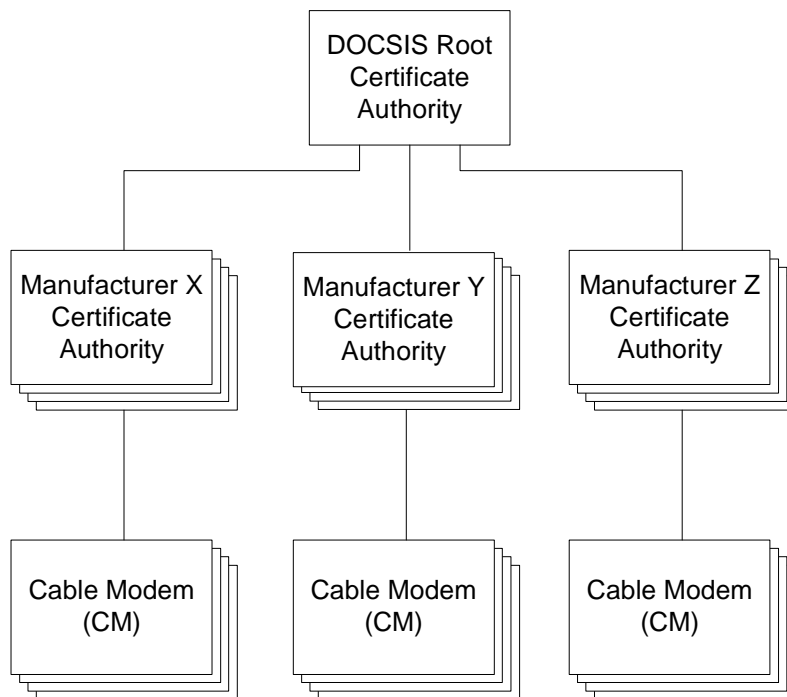 DOCSIS Root
Certificate
Authority
Manufacturer X
Certificate
Authority
Manufacturer Y
Certificate
Authority
Manufacturer Z
Certificate
Authority
Cable Modem
(CM)
Cable Modem
(CM)
Cable Modem
(CM)